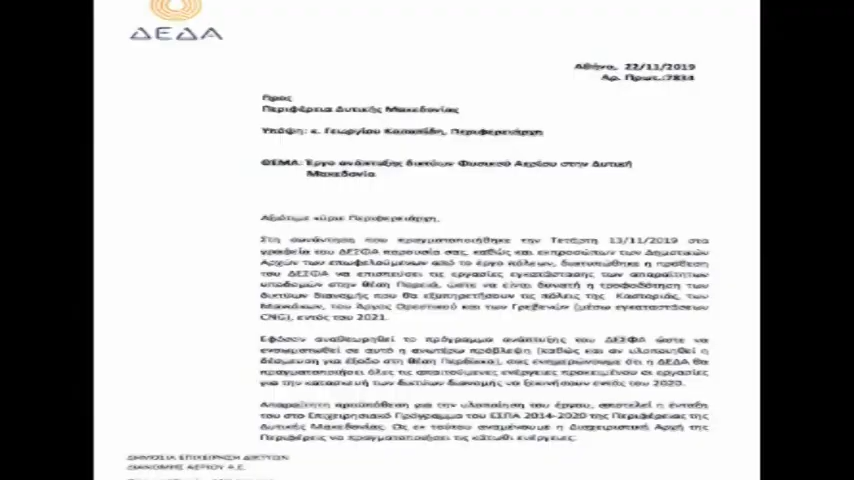 ΔΕΔΑ
Αθήνα, 22/11/2019
Αρ. Πρωτ.:7834
Προς
Περιφέρεια Δυτικής Μακεδονίας
Υπόψη: κ. Γεωργίου Κασαπίδη, Περιφερειάρχη
ΘΕΜΑ: Έργο ανάπτυξης δικτύων Φυσικού Αερίου στην Δυτική
Μακεδονία
Αξιότιμε κύριε Περιφερειάρχη,
Στη συνάντηση που πραγματοποιήθηκε την Τετάρτη 13/11/2019 στα
γραφεία του ΔΕΣΦΑ παρουσία σας, καθώς και εκπροσώπων των Δημοτικών
Αρχών των επωφελούμενων από το έργο πόλεων, διατυπώθηκε η πρόθεση
του ΔΕΣΦΑ να επισπεύσει τις εργασίες εγκατάστασης των απαραίτητων
υποδομών στην θέση Πορειά, ώστε να είναι δυνατή η τροφοδότηση των
δικτύων διανομής που θα εξυπηρετήσουν τις πόλεις της Καστοριάς, των
Μανιάκων, του Άργος Ορεστικού και των Γρεβενών (μέσω εγκαταστάσεων
CNG), εντός του 2021.
Εφόσον αναθεωρηθεί το πρόγραμμα ανάπτυξης του ΔΕΣΦΑ ώστε να
ενσωματωθεί σε αυτό η ανωτέρω πρόβλεψη (καθώς και αν υλοποιηθεί η
δέσμευση για έξοδο στη θέση Περδίκκα), σας ενημερώνουμε ότι η ΔΕΔΑ θα
πραγματοποιήσει όλες τις απαιτούμενες ενέργειες προκειμένου οι εργασίες
για την κατασκευή των δικτύων διανομής να ξεκινήσουν εντός του 2020.
Απαραίτητη προϋπόθεση για την υλοποίηση του έργου, αποτελεί η ένταξη
του στο Επιχειρησιακό Πρόγραμμα του ΕΣΠΑ 2014-2020 της Περιφέρειας της
Δυτικής Μακεδονίας. Ως εκ τούτου αναμένουμε η Διαχειριστική Αρχή της
Περιφέρεις να πραγματοποιήσει τις κάτωθι ενέργειες:
ΔΗΜΟΣΙΑ ΕΠΙΧΕΙΡΗΣΗ ΔΙΚΤΥΩΝ
ΔΙΑΝΟΜΗΣ ΑΕΡΙΟΥ Α.Ε.